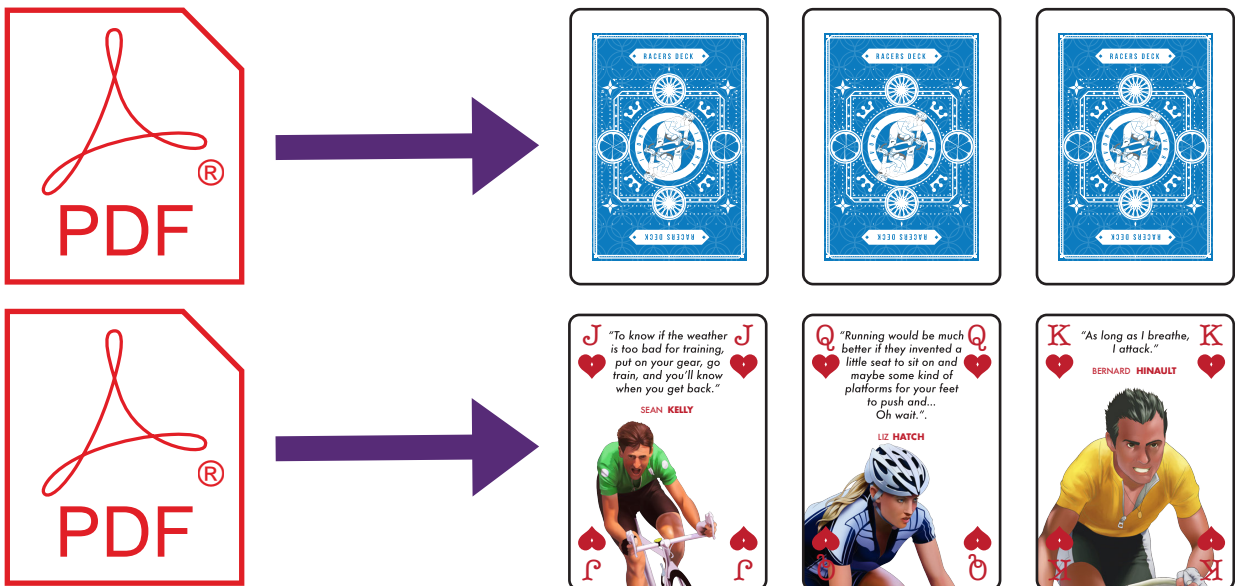 ®
PDF
RACERS DECK
RACERS DECK
RACERS DECK
RACERS DECK
RACERS DECK
RACERS DECK
®
PDF
J J
“To know if the weather
is too bad for training,
put on your gear, go
train, and you’ll know
when you get back.”
SEAN KELLY
J J
Q Q
“Running would be much
better if they invented a
little seat to sit on and
maybe some kind of
platforms for your feet
to push and...
Oh wait.”.
LIZ HATCH
Q Q
K K
“As long as I breathe,
I attack.”
BERNARD HINAULT
K K